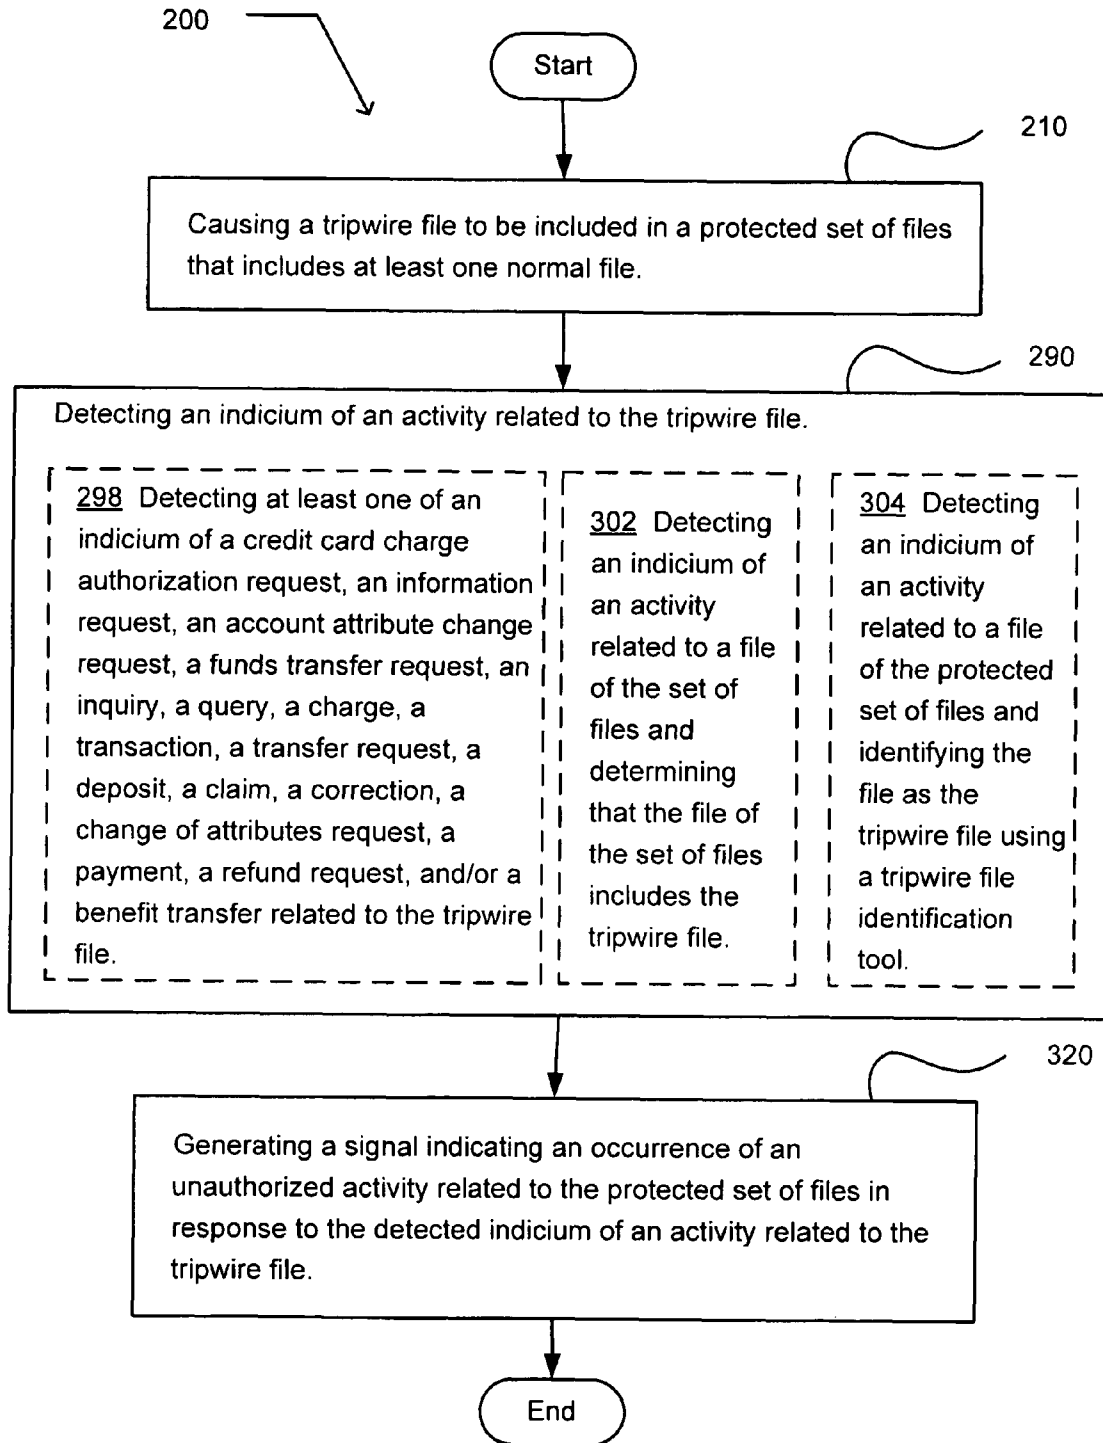 200
Start
210
Causing a tripwire file to be included in a protected set of files
that includes at least one normal file.
290
Detecting an indicium of an activity related to the tripwire file.
298 Detecting at least one of an
indicium of a credit card charge
authorization request, an information
request, an account attribute change
request, a funds transfer request, an
inquiry, a query, a charge, a
transaction, a transfer request, a
deposit, a claim, a correction, a
change of attributes request, a
payment, a refund request, and/or a
benefit transfer related to the tripwire
file.
302 Detecting
an indicium of
an activity
related to a file
of the set of
files and
determining
that the file of
the set of files
includes the
tripwire file.
304 Detecting
an indicium of
an activity
related to a file
of the protected
set of files and
identifying the
file as the
tripwire file using
a tripwire file
identification
tool.
320
Generating a signal indicating an occurrence of an
unauthorized activity related to the protected set of files in
response to the detected indicium of an activity related to the
tripwire file.
End